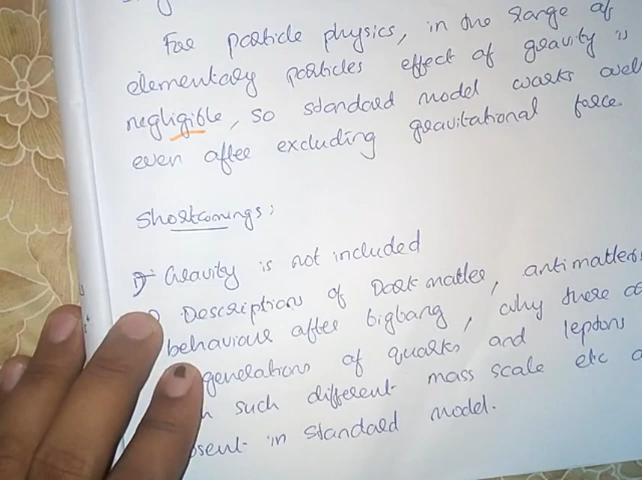 For particle physics, in the range of
elementary particles effect of gravity is
negligible, so standard model works well
even after excluding gravitational force.
Shortcomings:
1) Gravity is not included
Description of Dark matter, antimatters
behaviour after bigbang, why there a
generations of quarks and leptons
such different mass scale etc a
sent in standard model.